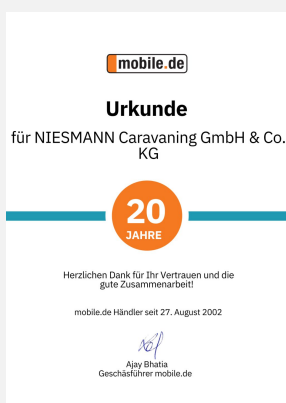 mobile.de
Urkunde
für NIESMANN Caravaning GmbH & Co.
KG
20
JAHRE
Herzlichen Dank für Ihr Vertrauen und die
gute Zusammenarbeit!
mobile.de Händler seit 27. August 2002
Ajay Bhatia
Geschäsführer mobile.de